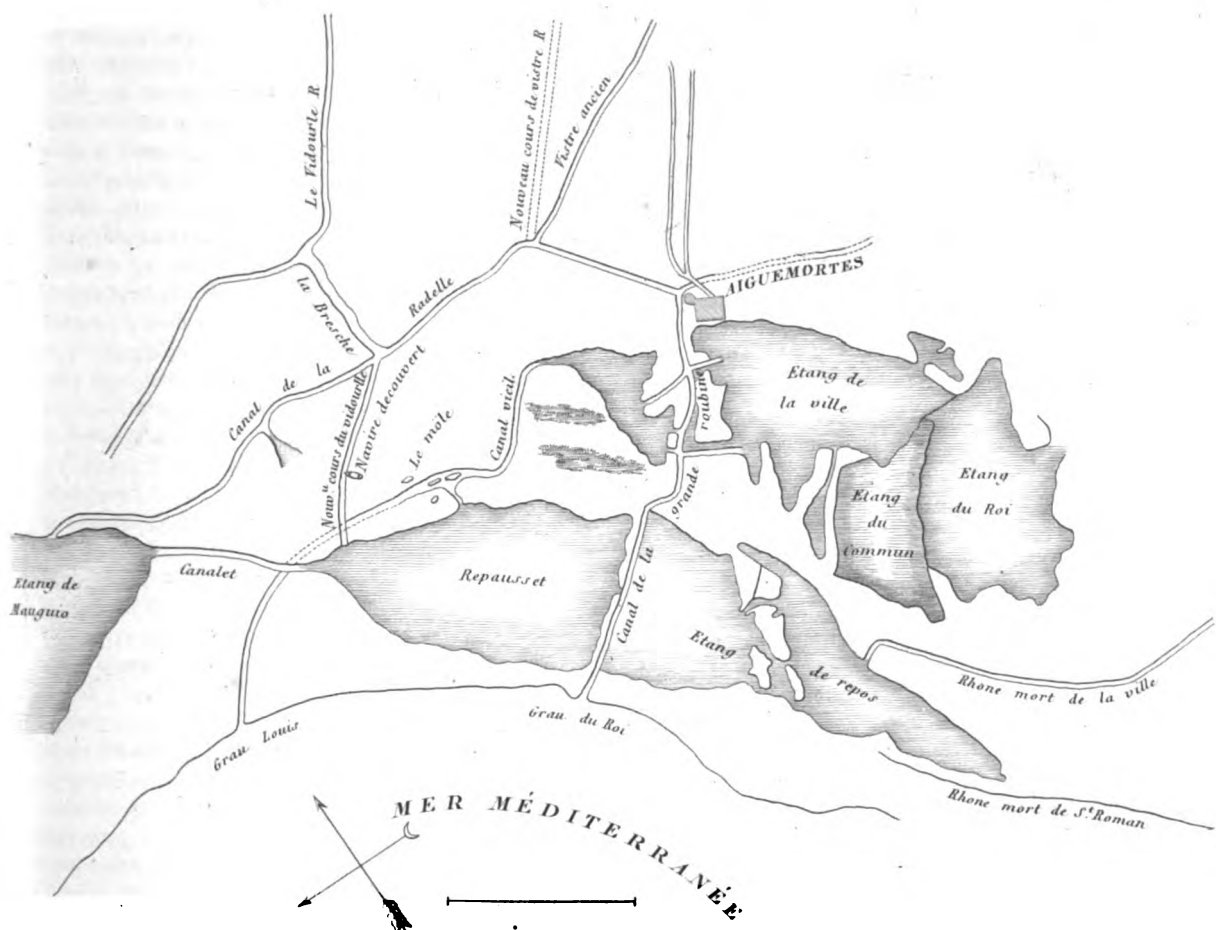 Le Vidourle R
Nouveau cours de vistre R
Vistre ancien
AIGUEMORTES
la Bresche
Radelle
Canal de la
Nouv.u cours du vidourlle
Navire decouvert
Le môle
Canal vieil.
roubine
Etang de
la ville
Etang
du Roi
Etang
du
Commun
grande
Canal de la
Etang de
Mauguio
Canalet
Repausset
Etang
de repos
Rhone mort de la ville
Grau Louis
Grau du Roi
Rhone mort de S.t Roman
MER MÉDITERRANÉE